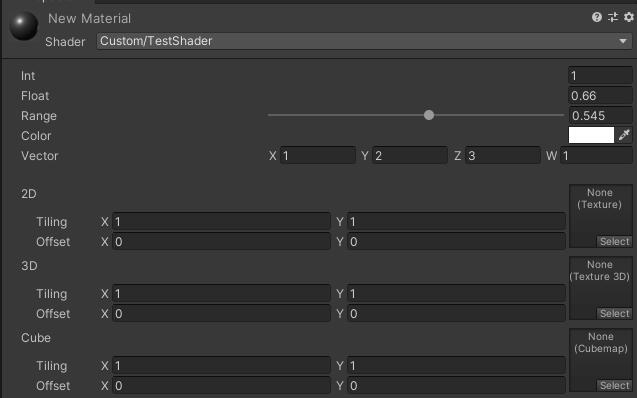 New Material
Shader Custom/TestShader
Int 1
Float 0.66
Range 0.545
Color
Vector X 1 Y 2 Z 3 W 1
2D None
(Texture)
Tiling X 1 Y 1
Offset X 0 Y 0 Select
3D None
(Texture 3D)
Tiling X 1 Y 1
Offset X 0 Y 0 Select
Cube None
(Cubemap)
Tiling X 1 Y 1
Offset X 0 Y 0 Select